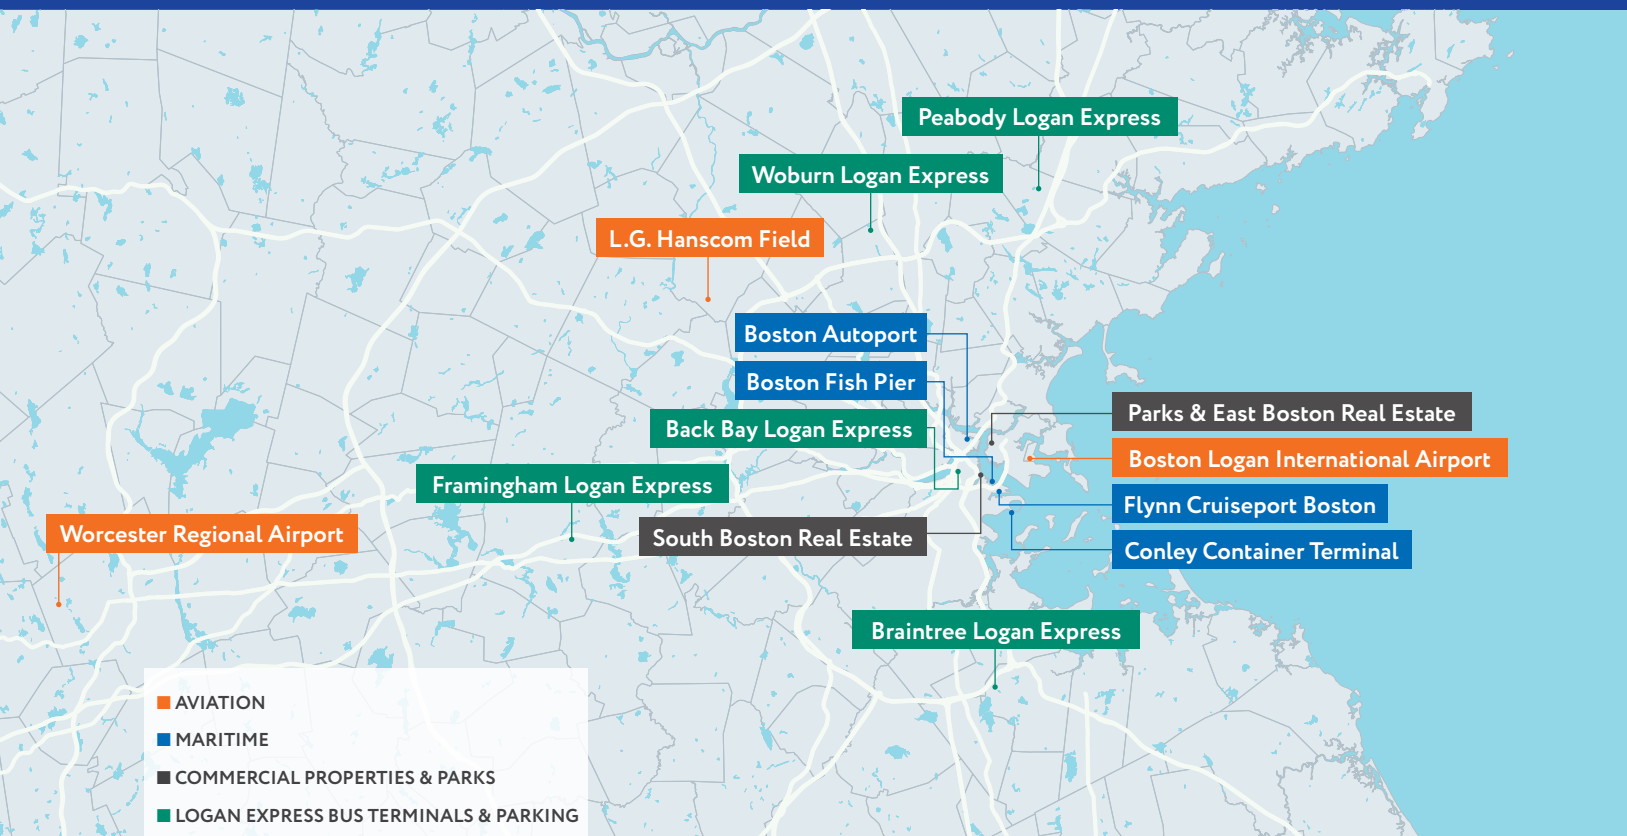 Peabody Logan Express
Woburn Logan Express
L.G. Hanscom Field
Boston Autoport
Boston Fish Pier
Parks & East Boston Real Estate
Back Bay Logan Express
Boston Logan International Airport
Framingham Logan Express
Flynn Cruiseport Boston
Worcester Regional Airport
South Boston Real Estate
Conley Container Terminal
Braintree Logan Express
AVIATION
MARITIME
COMMERCIAL PROPERTIES & PARKS
LOGAN EXPRESS BUS TERMINALS & PARKING